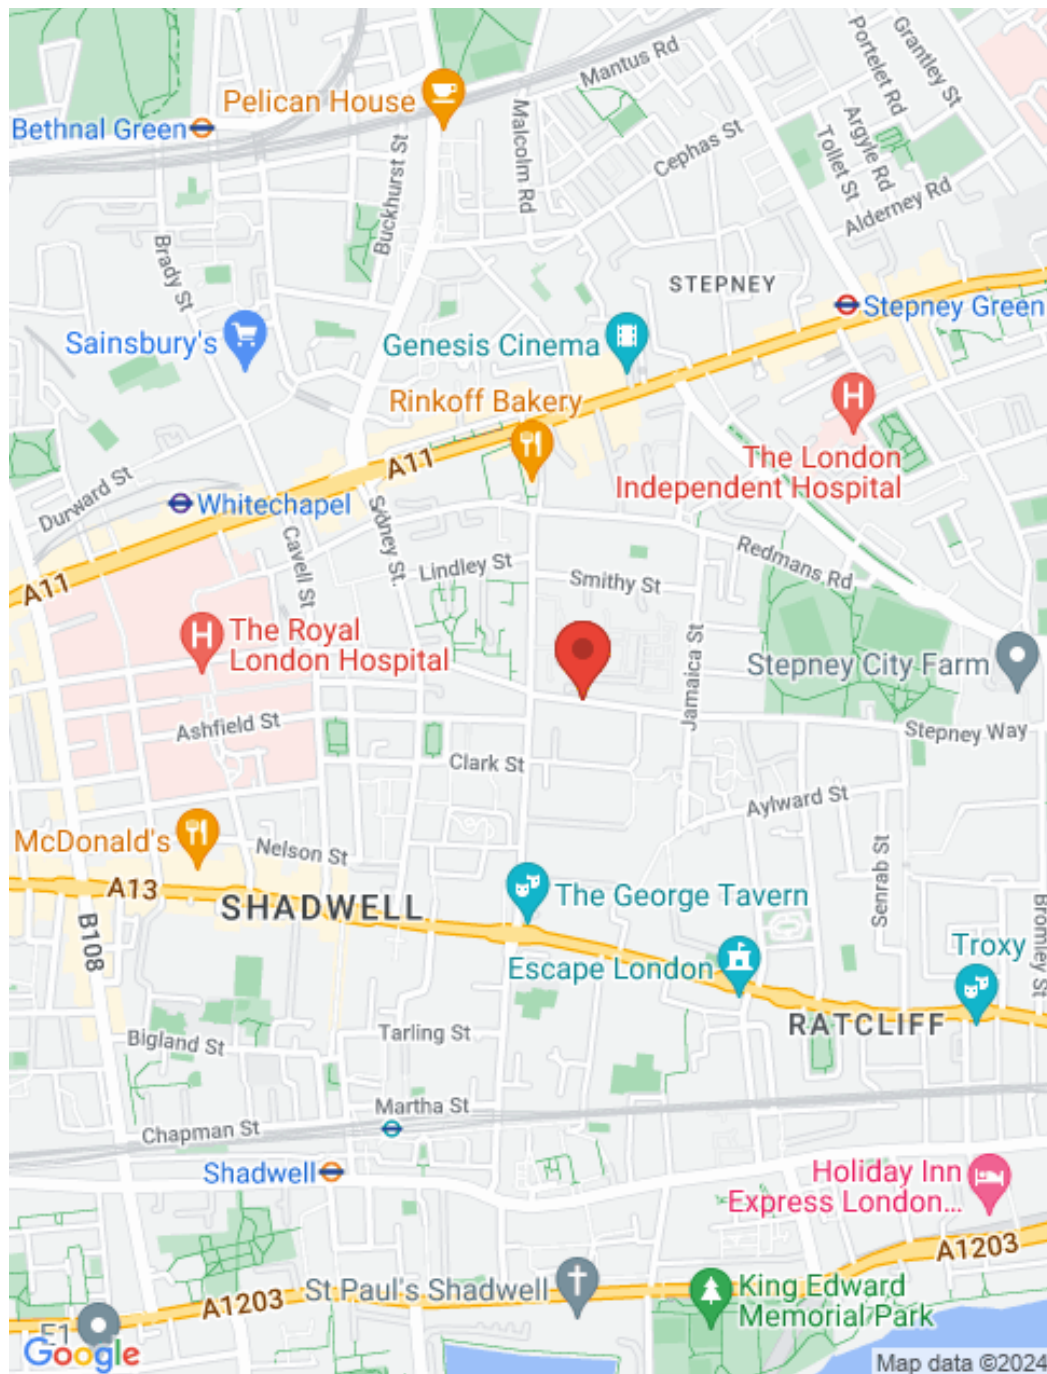 Mantus Rd
Portelet Rd
Grantley St
Pelican House
Bethnal Green
Malcolm Rd
Cephas St
Argyle Rd
Tollet St
Buckhurst St
Alderney Rd
Brady St
STEPNEY
Stepney Green
Sainsbury's
Genesis Cinema
Rinkoff Bakery
A11
The London
Independent Hospital
Durward St
Whitechapel
Sidney St.
Cavell St
Redmans Rd
Lindley St
Smithy St
A11
The Royal
London Hospital
Jamaica St
Stepney City Farm
Ashfield St
Stepney Way
Clark St
Aylward St
McDonald's
Nelson St
Senrab St
A13
SHADWELL
The George Tavern
B108
Bromley St
Escape London
Troxy
RATCLIFF
Bigland St
Tarling St
Martha St
Chapman St
Shadwell
Holiday Inn
Express London...
A1203
St Paul's Shadwell
A1203
King Edward
Memorial Park
E1
Google
Map data ©2024